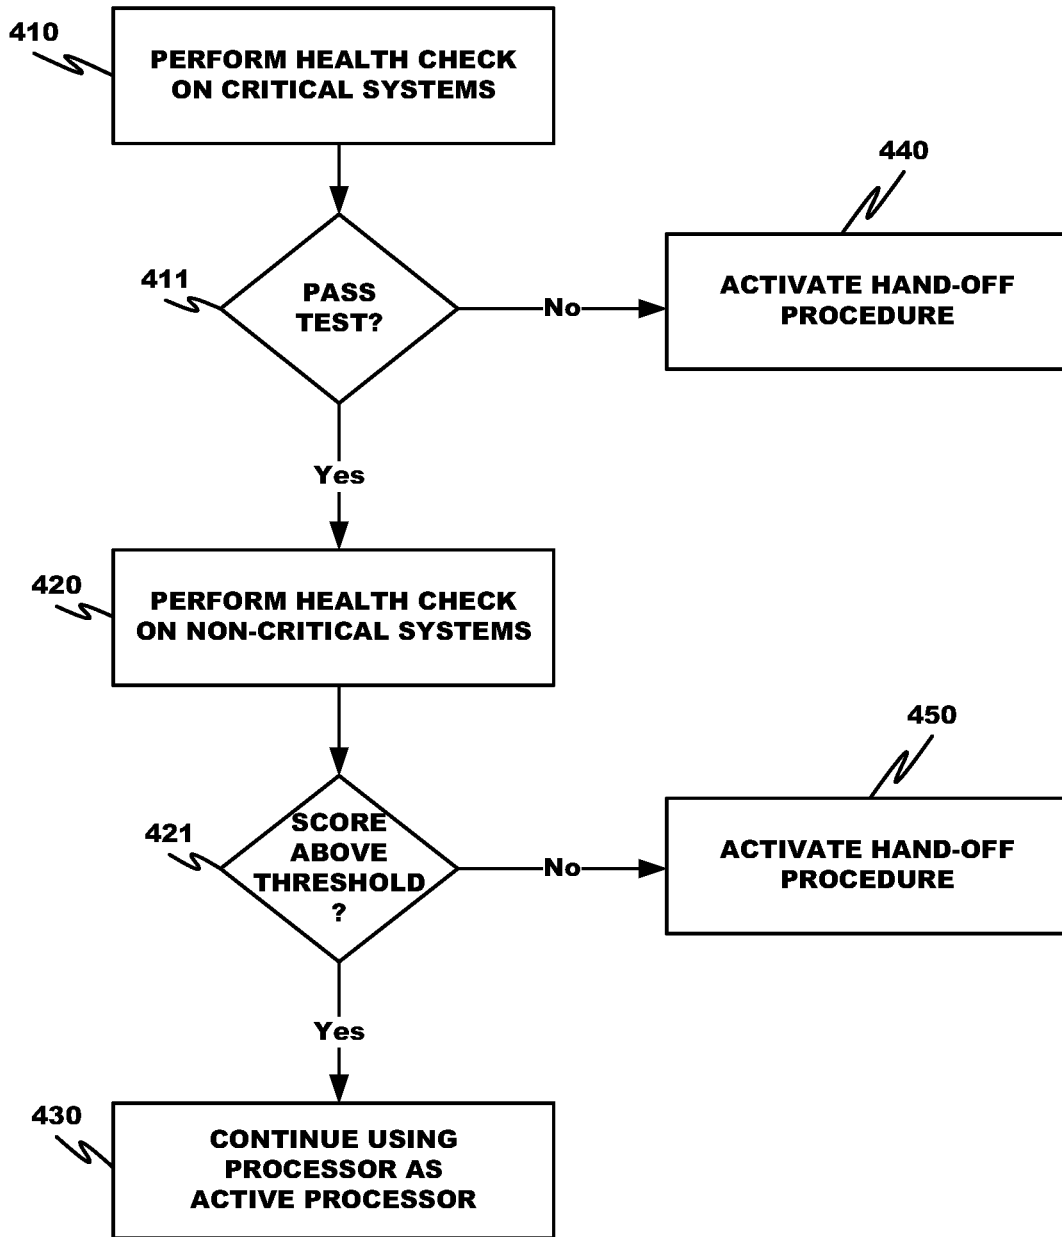 410
PERFORM HEALTH CHECK
ON CRITICAL SYSTEMS
440
411
PASS
TEST?
No
ACTIVATE HAND-OFF
PROCEDURE
Yes
420
PERFORM HEALTH CHECK
ON NON-CRITICAL SYSTEMS
450
421
SCORE
ABOVE
THRESHOLD
?
No
ACTIVATE HAND-OFF
PROCEDURE
Yes
430
CONTINUE USING
PROCESSOR AS
ACTIVE PROCESSOR